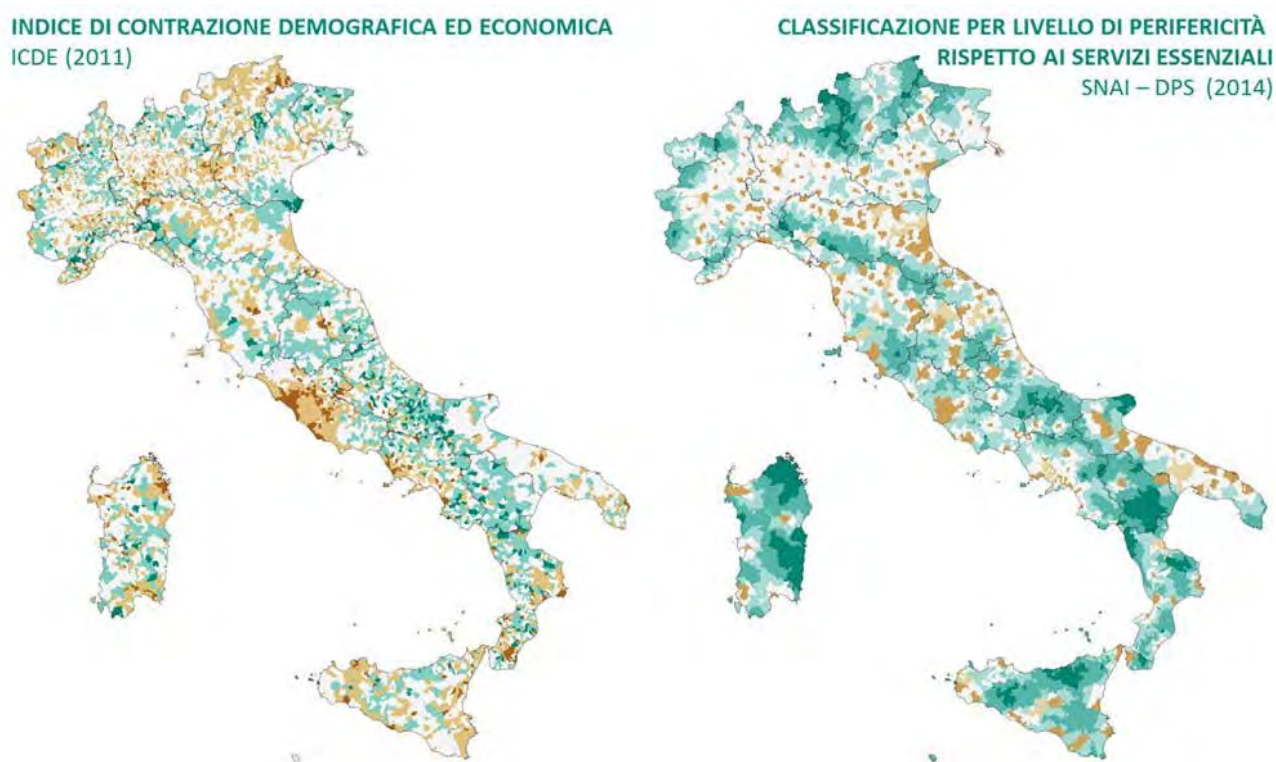 INDICE DI CONTRAZIONE DEMOGRAFICA ED ECONOMICA
ICDE (2011)
CLASSIFICAZIONE PER LIVELLO DI PERIFERICITÀ
RISPETTO AI SERVIZI ESSENZIALI
SNAI – DPS (2014)